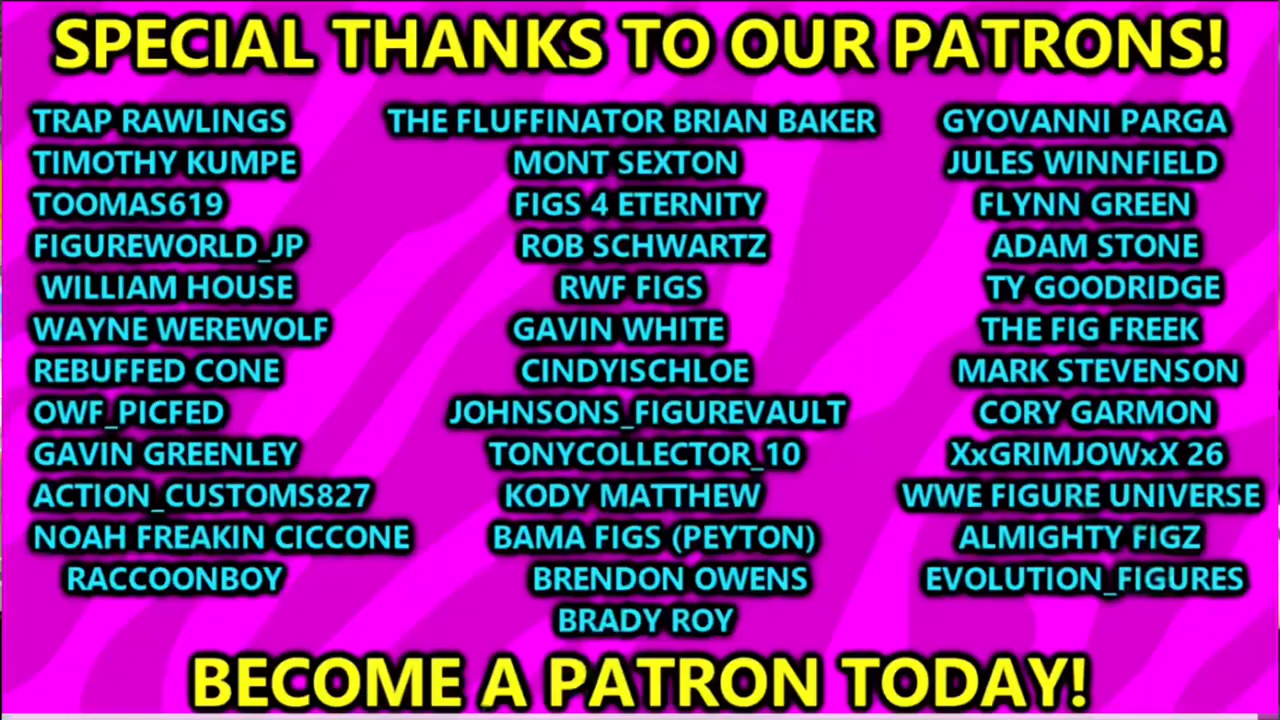 SPECIAL THANKS TO OUR PATRONS!
TRAP RAWLINGS
TIMOTHY KUMPE
TOOMAS619
FIGUREWORLD_JP
WILLIAM HOUSE
WAYNE WEREWOLF
REBUFFED CONE
OWF_PICFED
GAVIN GREENLEY
ACTION_CUSTOMS827
NOAH FREAKIN CICCONE
RACCOONBOY
THE FLUFFINATOR BRIAN BAKER
MONT SEXTON
FIGS 4 ETERNITY
ROB SCHWARTZ
RWF FIGS
GAVIN WHITE
CINDYISCHLOE
JOHNSONS_FIGUREVAULT
TONYCOLLECTOR_10
KODY MATTHEW
BAMA FIGS (PEYTON)
BRENDON OWENS
BRADY ROY
GYOVANNI PARGA
JULES WINNFIELD
FLYNN GREEN
ADAM STONE
TY GOODRIDGE
THE FIG FREEK
MARK STEVENSON
CORY GARMON
XxGRIMJOWxX 26
WWE FIGURE UNIVERSE
ALMIGHTY FIGZ
EVOLUTION_FIGURES
BECOME A PATRON TODAY!